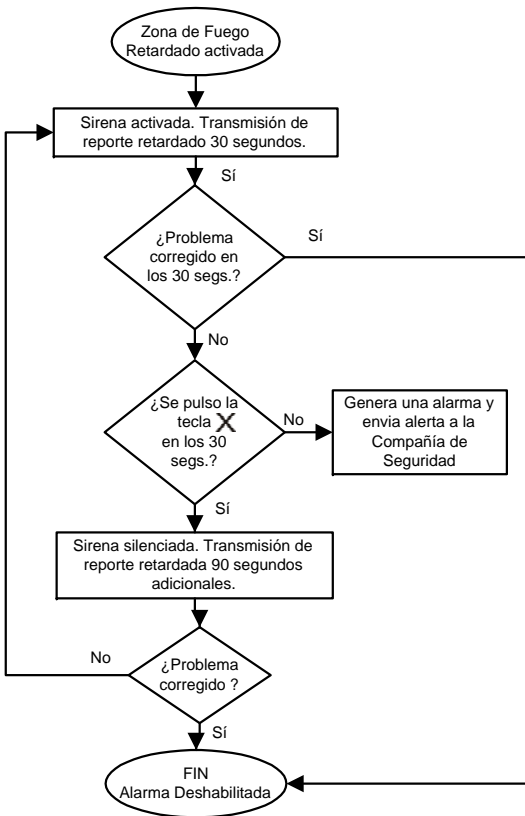 Zona de Fuego
Retardado activada
Sirena activada. Transmisión de
reporte retardado 30 segundos.
Sí
¿Problema
corregido en
los 30 segs.?
Sí
No
¿Se pulso la
tecla X
en los 30
segs.?
No
Genera una alarma y
envia alerta a la
Compañía de
Seguridad
Sí
Sirena silenciada. Transmisión de
reporte retardada 90 segundos
adicionales.
No
¿Problema
corregido ?
Sí
FIN
Alarma Deshabilitada